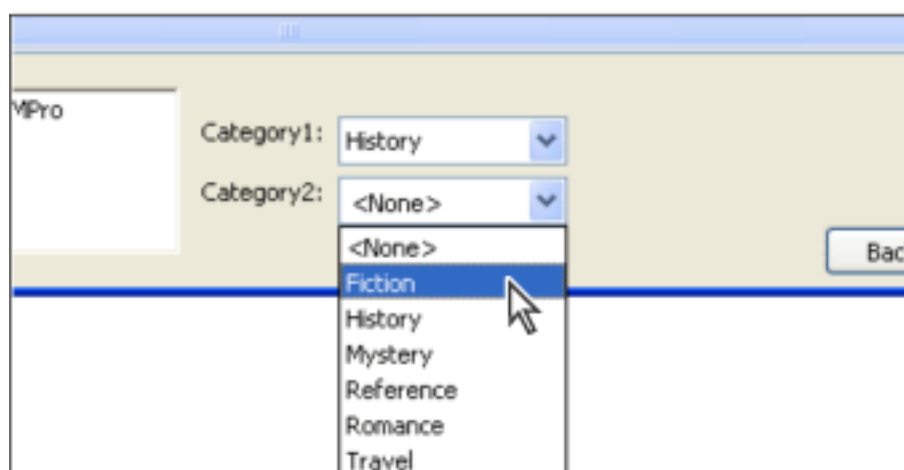 MPro
Category1: History
Category2: <None>
<None>
Bac
Fiction
History
Mystery
Reference
Romance
Travel